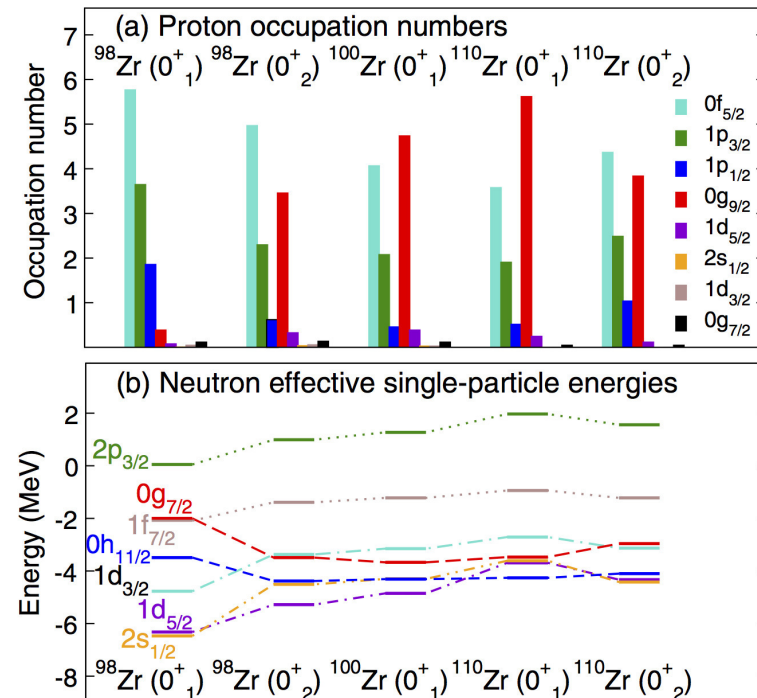 (a) Proton occupation numbers
⁹⁸Zr (0⁺₁) ⁹⁸Zr (0⁺₂) ¹⁰⁰Zr (0⁺₁) ¹¹⁰Zr (0⁺₁) ¹¹⁰Zr (0⁺₂)
Occupation number
7
6
5
4
3
2
1
0f₅/₂
1p₃/₂
1p₁/₂
0g₉/₂
1d₅/₂
2s₁/₂
1d₃/₂
0g₇/₂
(b) Neutron effective single-particle energies
Energy (MeV)
2
0
-2
-4
-6
-8
2p₃/₂
0g₇/₂
1f₇/₂
0h₁₁/₂
1d₃/₂
1d₅/₂
2s₁/₂
⁹⁸Zr (0⁺₁) ⁹⁸Zr (0⁺₂) ¹⁰⁰Zr (0⁺₁) ¹¹⁰Zr (0⁺₁) ¹¹⁰Zr (0⁺₂)